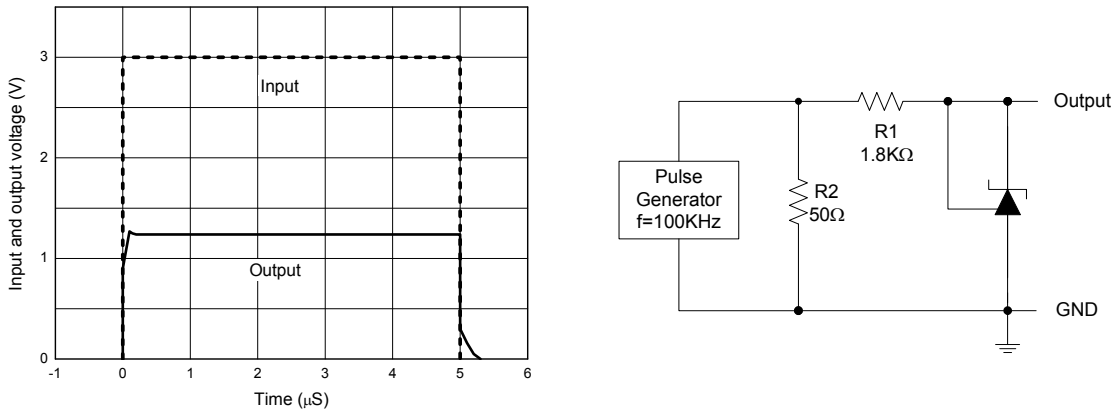 Input and output voltage (V)
3
2
1
0
Input
Output
-1 0 1 2 3 4 5 6
Time (μS)
Pulse
Generator
f=100KHz
R2
50Ω
R1
1.8KΩ
Output
GND